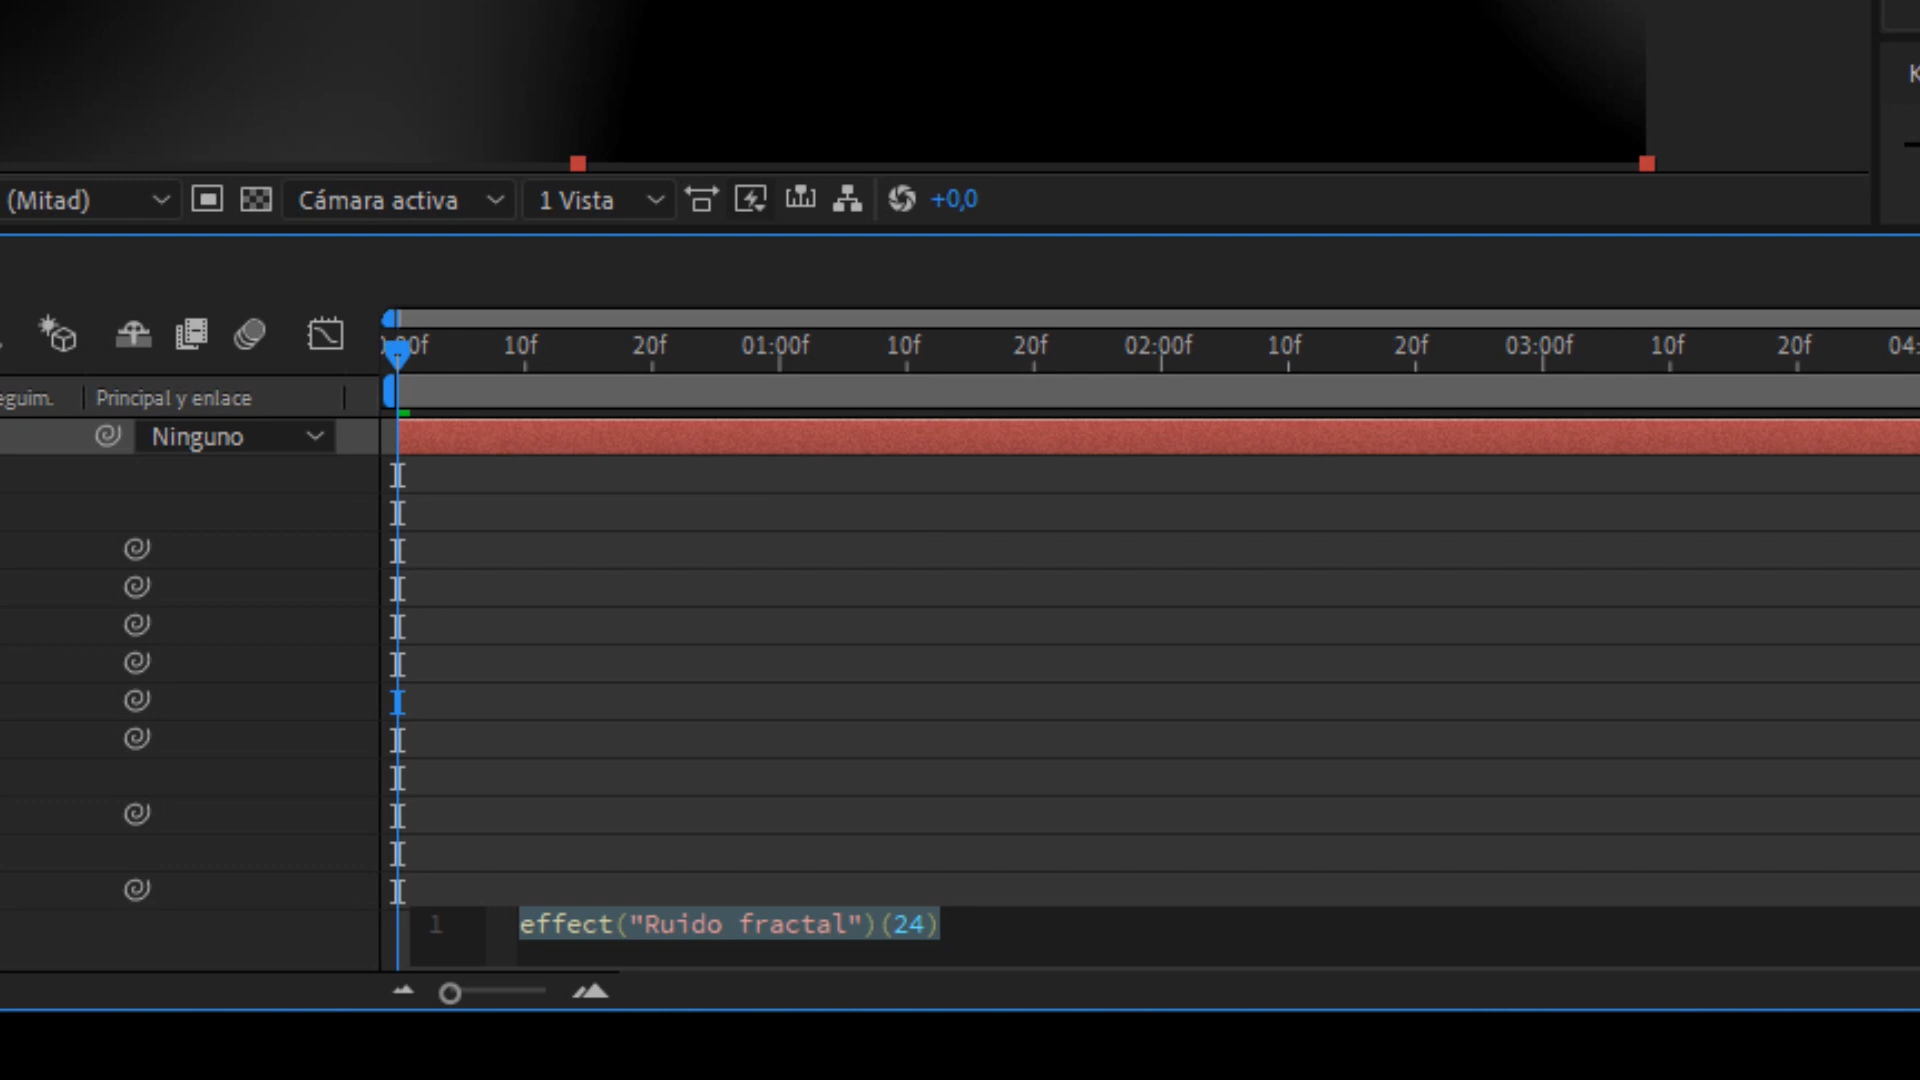 K
(Mitad) Cámara activa 1 Vista +0,0
00f 10f 20f 01:00f 10f 20f 02:00f 10f 20f 03:00f 10f 20f 04:
eguim. Principal y enlace
Ninguno
1 effect("Ruido fractal")(24)